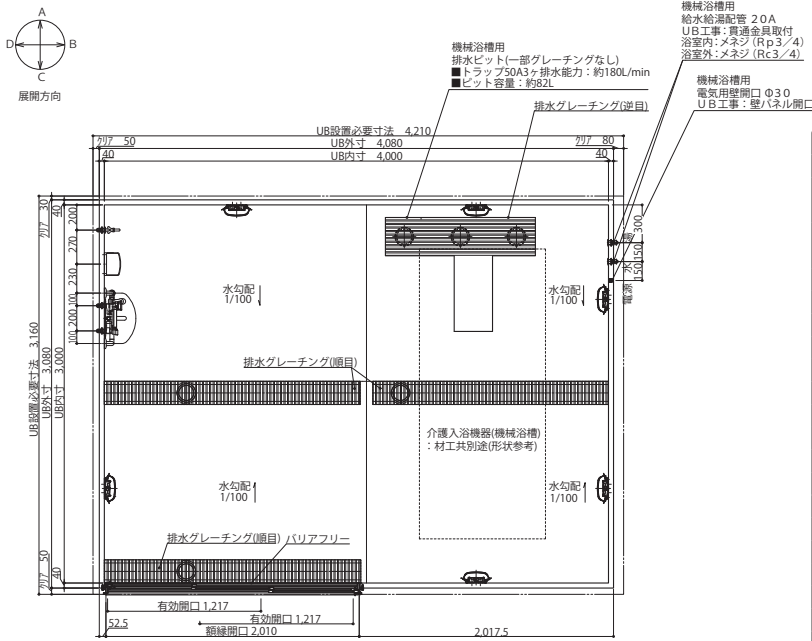 A
D
B
C
展開方向
機械浴槽用
排水ピット(一部グレーチングなし)
■トラップ50A3ヶ排水能力：約180L/min
■ピット容量：約82L
排水グレーチング(逆目)
機械浴槽用
給水給湯配管 20A
UB工事：貫通金具取付
浴室内：メネジ (Rp3/4)
浴室外：メネジ (Rc3/4)
機械浴槽用
電気用壁開口 Φ30
UB工事：壁パネル開口
UB設置必要寸法 4,210
クリア 50
UB外寸 4,080
クリア 80
40
UB内寸 4,000
40
クリア 30
40
200
270
230
100
200
100
UB設置必要寸法 3,160
UB外寸 3,080
UB内寸 3,000
クリア 50
40
300
湯
150
水
150
電源
水勾配
1/100
水勾配
1/100
排水グレーチング(順目)
介護入浴機器(機械浴槽)
：材工共別途(形状参考)
水勾配
1/100
水勾配
1/100
排水グレーチング(順目)
バリアフリー
有効開口 1,217
有効開口 1,217
52.5
額縁開口 2,010
2,017.5